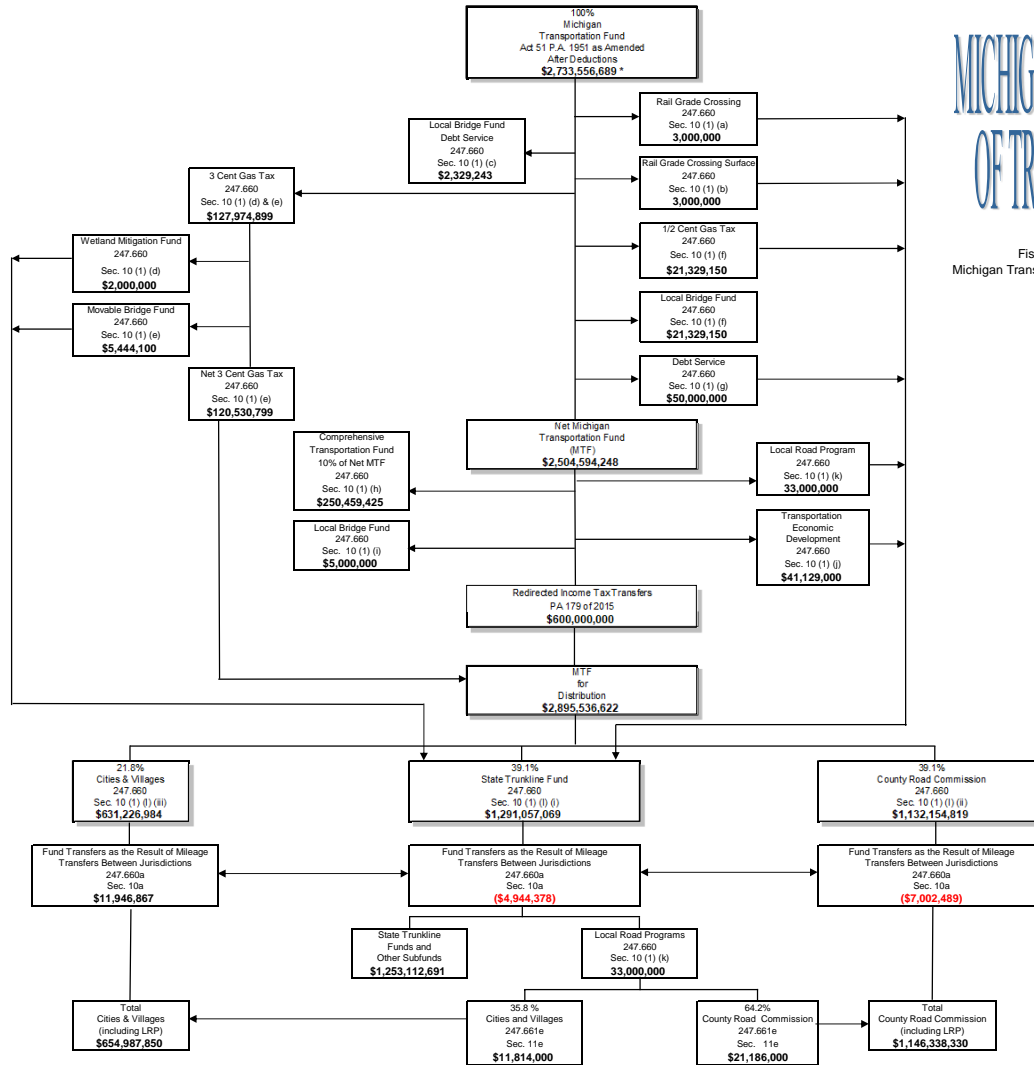 100%
Michigan
Transportation Fund
Act 51 P.A. 1951 as Amended
After Deductions
$2,733,556,689 *
MICHIG
OF TR
Fis
Michigan Trans
Rail Grade Crossing
247.660
Sec. 10 (1) (a)
3,000,000
Local Bridge Fund
Debt Service
247.660
Sec. 10 (1) (c)
$2,329,243
Rail Grade Crossing Surface
247.660
Sec. 10 (1) (b)
3,000,000
3 Cent Gas Tax
247.660
Sec. 10 (1) (d) & (e)
$127,974,899
1/2 Cent Gas Tax
247.660
Sec. 10 (1) (f)
$21,329,150
Wetland Mitigation Fund
247.660
Sec. 10 (1) (d)
$2,000,000
Local Bridge Fund
247.660
Sec. 10 (1) (f)
$21,329,150
Movable Bridge Fund
247.660
Sec. 10 (1) (e)
$5,444,100
Debt Service
247.660
Sec. 10 (1) (g)
$50,000,000
Net 3 Cent Gas Tax
247.660
Sec. 10 (1) (e)
$120,530,799
Net Michigan
Transportation Fund
(MTF)
$2,504,594,248
Comprehensive
Transportation Fund
10% of Net MTF
247.660
Sec. 10 (1) (h)
$250,459,425
Local Road Program
247.660
Sec. 10 (1) (k)
33,000,000
Local Bridge Fund
247.660
Sec. 10 (1) (i)
$5,000,000
Transportation
Economic
Development
247.660
Sec. 10 (1) (j)
$41,129,000
Redirected Income Tax Transfers
PA 179 of 2015
$600,000,000
MTF
for
Distribution
$2,895,536,622
21.8%
Cities & Villages
247.660
Sec. 10 (1) (l) (iii)
$631,226,984
39.1%
State Trunkline Fund
247.660
Sec. 10 (1) (l) (i)
$1,291,057,069
39.1%
County Road Commission
247.660
Sec. 10 (1) (l) (ii)
$1,132,154,819
Fund Transfers as the Result of Mileage
Transfers Between Jurisdictions
247.660a
Sec. 10a
$11,946,867
Fund Transfers as the Result of Mileage
Transfers Between Jurisdictions
247.660a
Sec. 10a
($4,944,378)
Fund Transfers as the Result of Mileage
Transfers Between Jurisdictions
247.660a
Sec. 10a
($7,002,489)
State Trunkline
Funds and
Other Subfunds
$1,253,112,691
Local Road Programs
247.660
Sec. 10 (1) (k)
33,000,000
Total
Cities & Villages
(including LRP)
$654,987,850
35.8 %
Cities and Villages
247.661e
Sec. 11e
$11,814,000
64.2%
County Road Commission
247.661e
Sec. 11e
$21,186,000
Total
County Road Commission
(including LRP)
$1,146,338,330